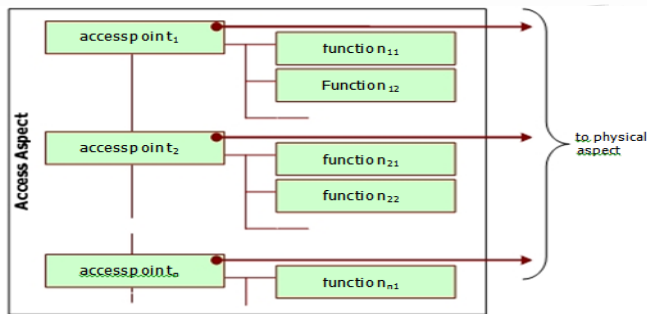 Access Aspect
accesspoint₁
function₁₁
Function₁₂
accesspoint₂
function₂₁
function₂₂
accesspointₙ
functionₙ₁
to physical
aspect